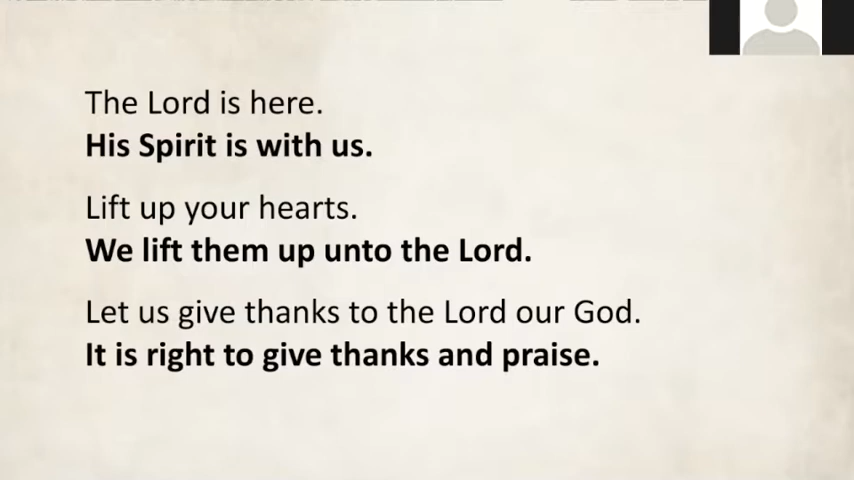 The Lord is here.
His Spirit is with us.
Lift up your hearts.
We lift them up unto the Lord.
Let us give thanks to the Lord our God.
It is right to give thanks and praise.